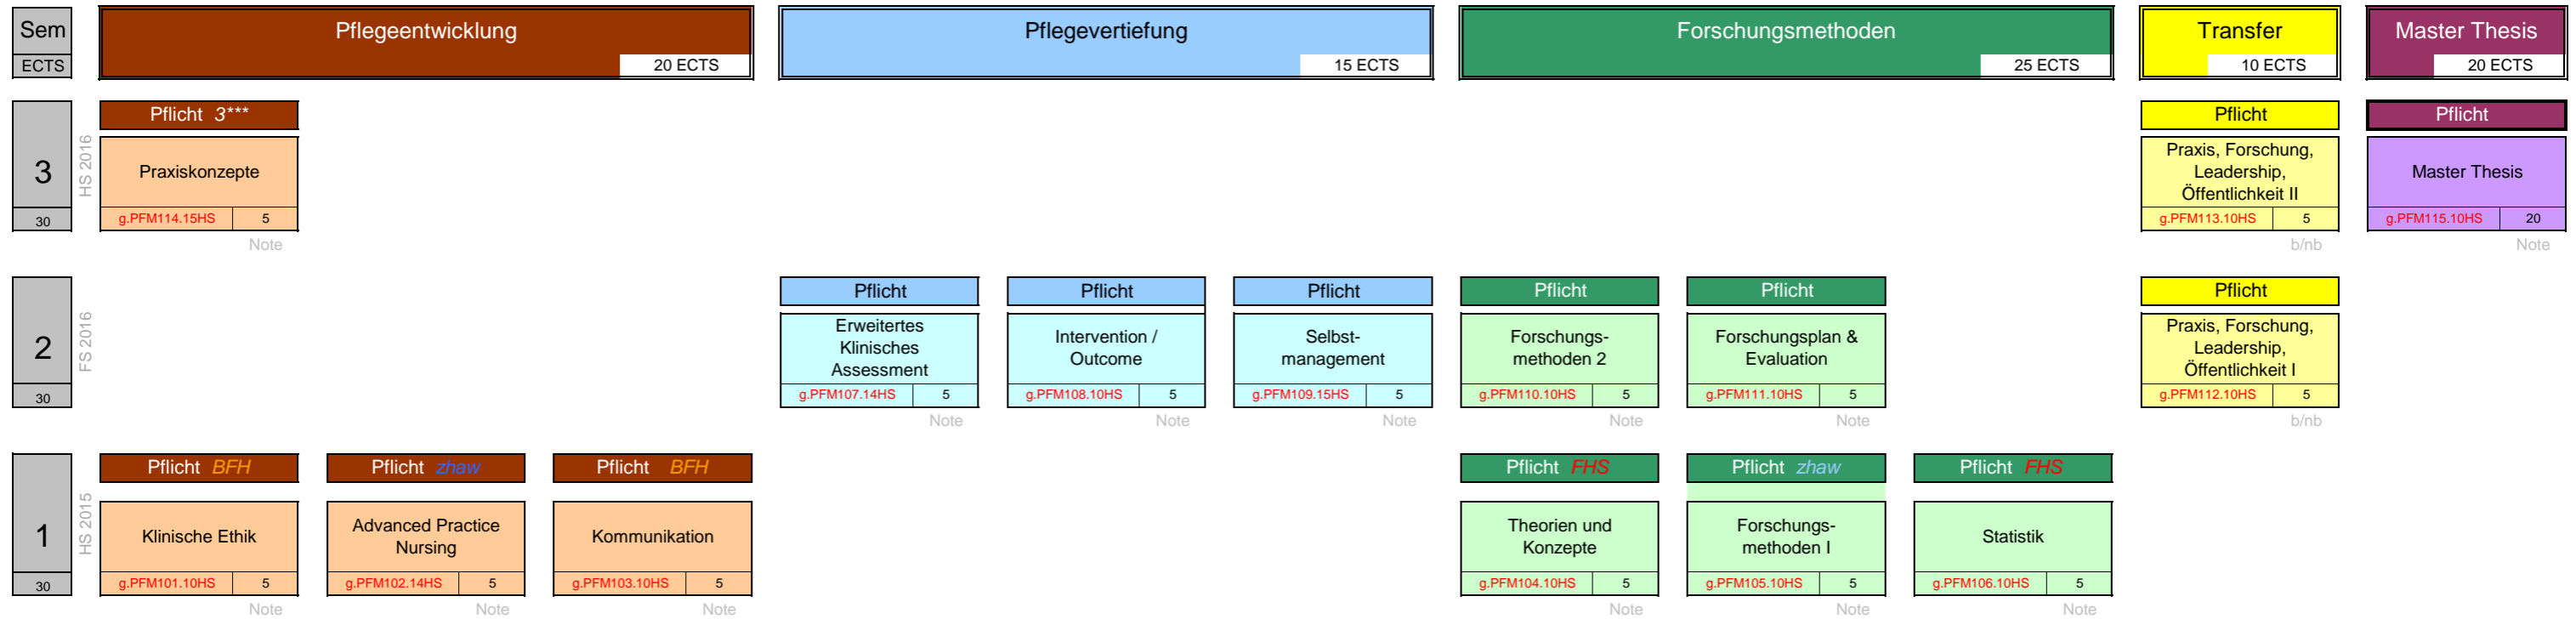 Sem
ECTS
Pflegeentwicklung
20 ECTS
Pflegevertiefung
15 ECTS
Forschungsmethoden
25 ECTS
Transfer
10 ECTS
Master Thesis
20 ECTS
3
30
HS 2016
Pflicht 3***
Praxiskonzepte
g.PFM114.15HS 5
Note
Pflicht
Praxis, Forschung,
Leadership,
Öffentlichkeit II
g.PFM113.10HS 5
b/nb
Pflicht
Master Thesis
g.PFM115.10HS 20
Note
2
30
FS 2016
Pflicht
Erweitertes
Klinisches
Assessment
g.PFM107.14HS 5
Note
Pflicht
Intervention /
Outcome
g.PFM108.10HS 5
Note
Pflicht
Selbst-
management
g.PFM109.15HS 5
Note
Pflicht
Forschungs-
methoden 2
g.PFM110.10HS 5
Note
Pflicht
Forschungsplan &
Evaluation
g.PFM111.10HS 5
Note
Pflicht
Praxis, Forschung,
Leadership,
Öffentlichkeit I
g.PFM112.10HS 5
b/nb
1
30
HS 2015
Pflicht BFH
Klinische Ethik
g.PFM101.10HS 5
Note
Pflicht zhaw
Advanced Practice
Nursing
g.PFM102.14HS 5
Note
Pflicht BFH
Kommunikation
g.PFM103.10HS 5
Note
Pflicht FHS
Theorien und
Konzepte
g.PFM104.10HS 5
Note
Pflicht zhaw
Forschungs-
methoden I
g.PFM105.10HS 5
Note
Pflicht FHS
Statistik
g.PFM106.10HS 5
Note